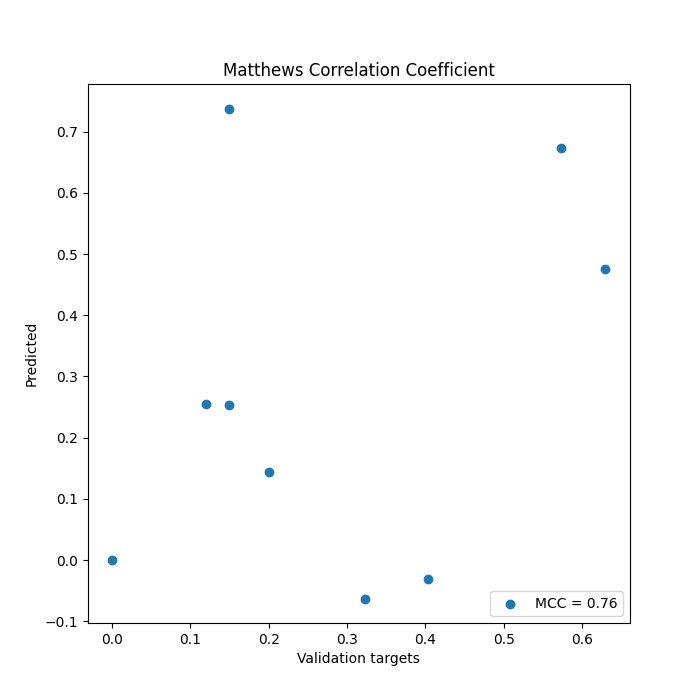 Matthews Correlation Coefficient
0.7
0.6
0.5
0.4
0.3
0.2
0.1
0.0
−0.1
Predicted
MCC = 0.76
0.0 0.1 0.2 0.3 0.4 0.5 0.6
Validation targets